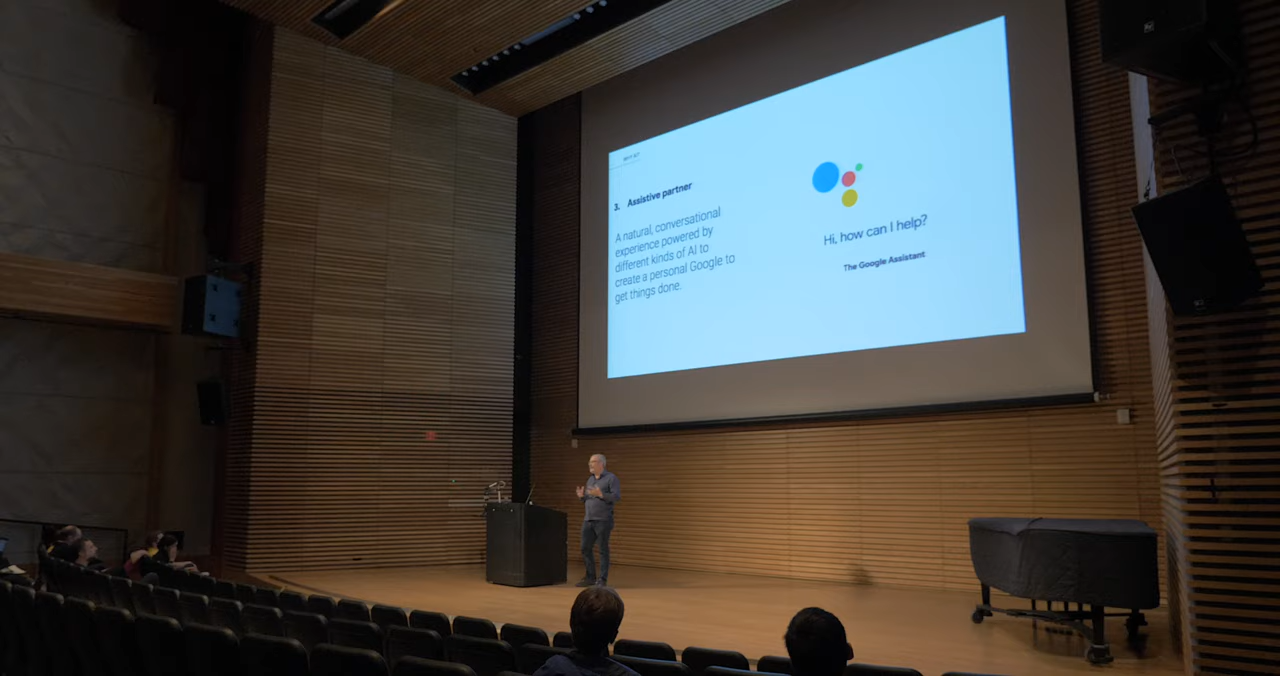 3. Assistive partner
A natural, conversational
experience powered by
different kinds of AI to
create a personal Google to
get things done.
Hi, how can I help?
The Google Assistant